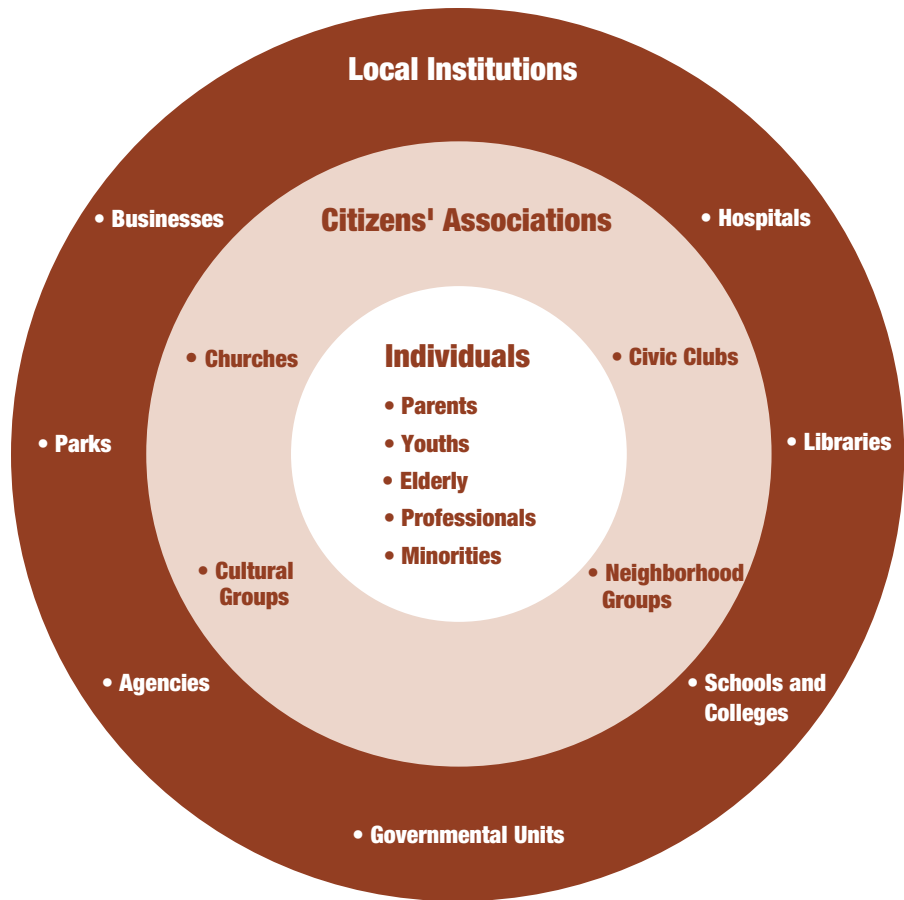 Local Institutions
• Businesses
• Hospitals
• Parks
• Libraries
• Agencies
• Schools and
Colleges
• Governmental Units
Citizens' Associations
• Churches
• Civic Clubs
• Cultural
Groups
• Neighborhood
Groups
Individuals
• Parents
• Youths
• Elderly
• Professionals
• Minorities